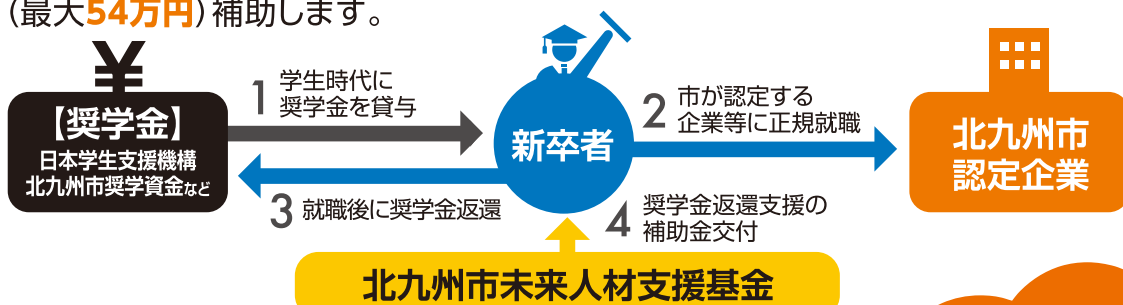 （最大54万円）補助します。
¥
【奨学金】
日本学生支援機構
北九州市奨学資金など
1 学生時代に
奨学金を貸与
新卒者
2 市が認定する
企業等に正規就職
北九州市
認定企業
3 就職後に奨学金返還
4 奨学金返還支援の
補助金交付
北九州市未来人材支援基金